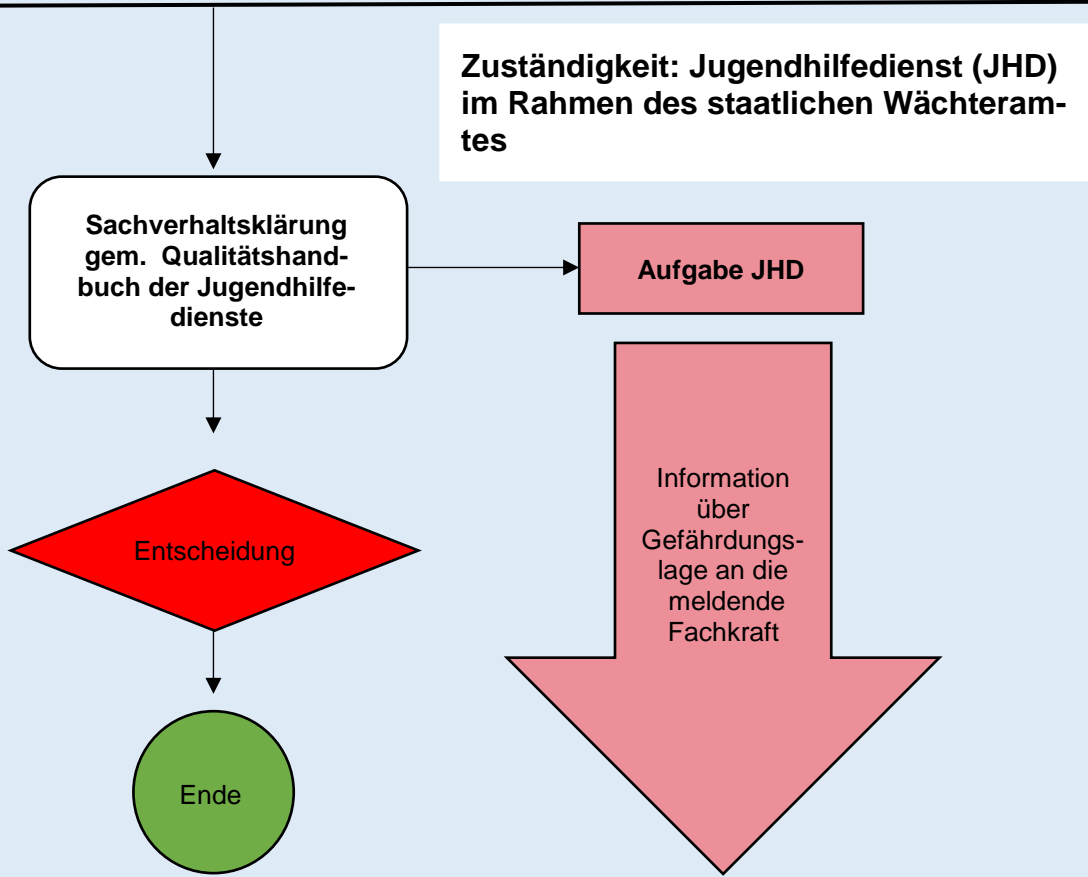 Zuständigkeit: Jugendhilfedienst (JHD)
im Rahmen des staatlichen Wächteram-
tes
Sachverhaltsklärung
gem. Qualitätshand-
buch der Jugendhilfe-
dienste
Aufgabe JHD
Information
über
Gefährdungs-
lage an die
meldende
Fachkraft
Entscheidung
Ende